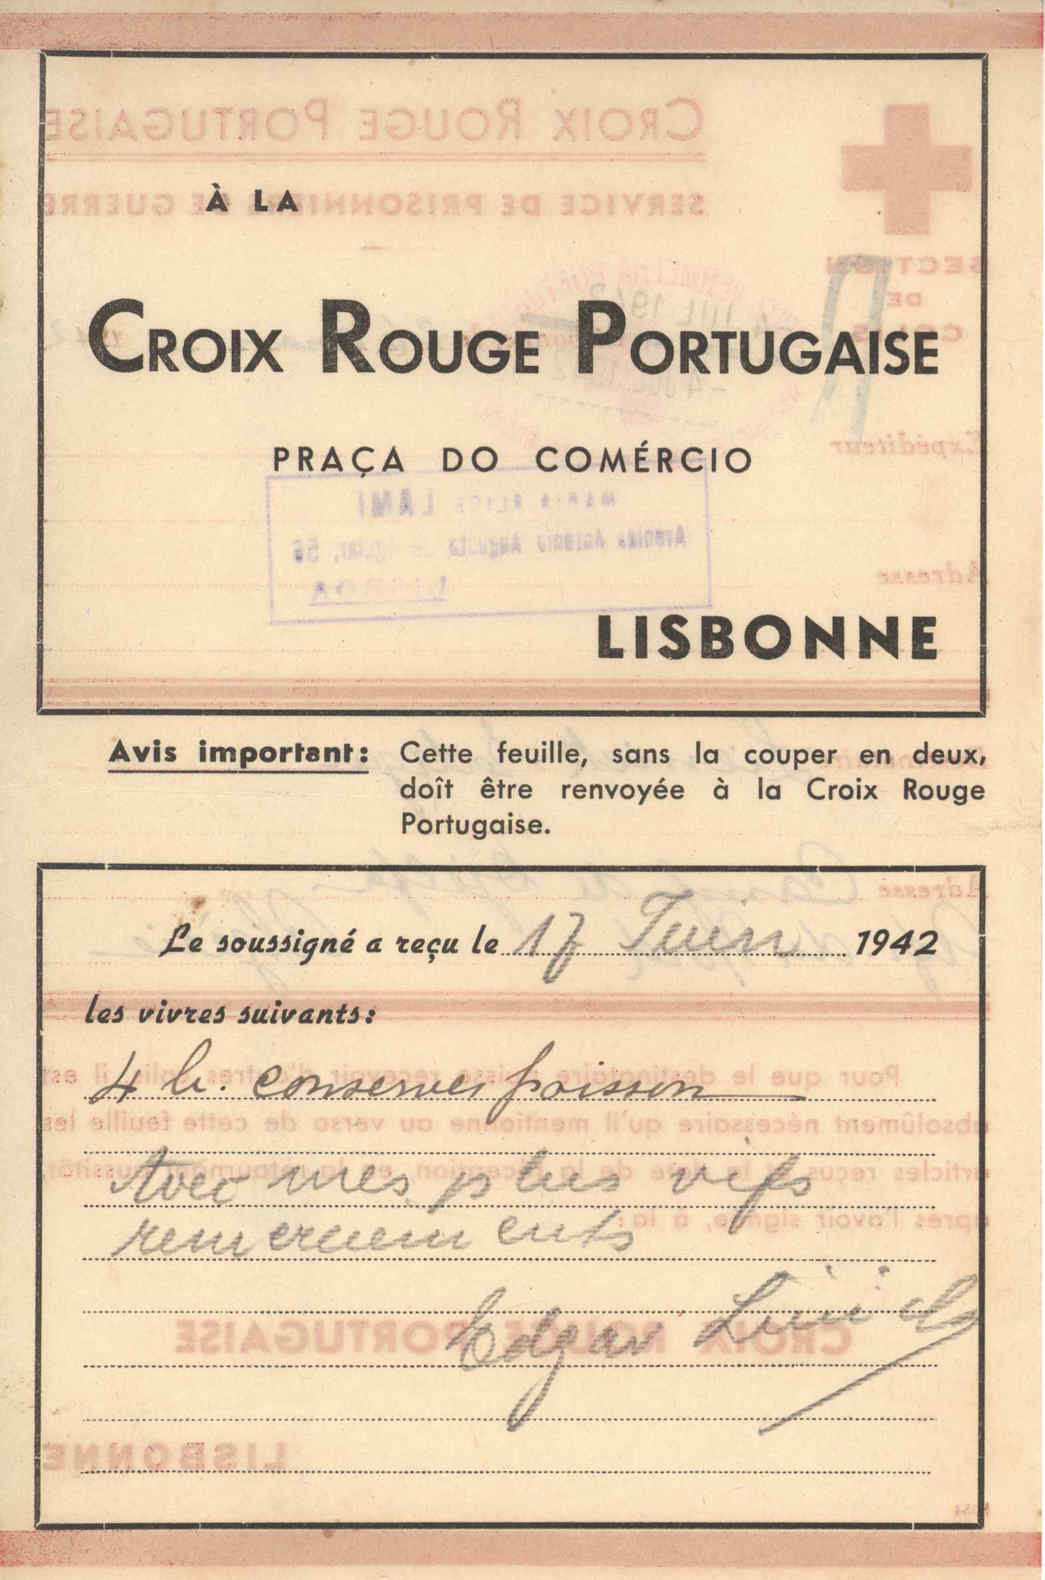 À LA
CROIX ROUGE PORTUGAISE
PRAÇA DO COMÉRCIO
LISBONNE
Avis important: Cette feuille, sans la couper en deux,
doît être renvoyée à la Croix Rouge
Portugaise.
Le soussigné a reçu le 17 Juin 1942
les vivres suivants:
4 b. conserves poisson
Avec mes plus vifs
remerciements
Edgar